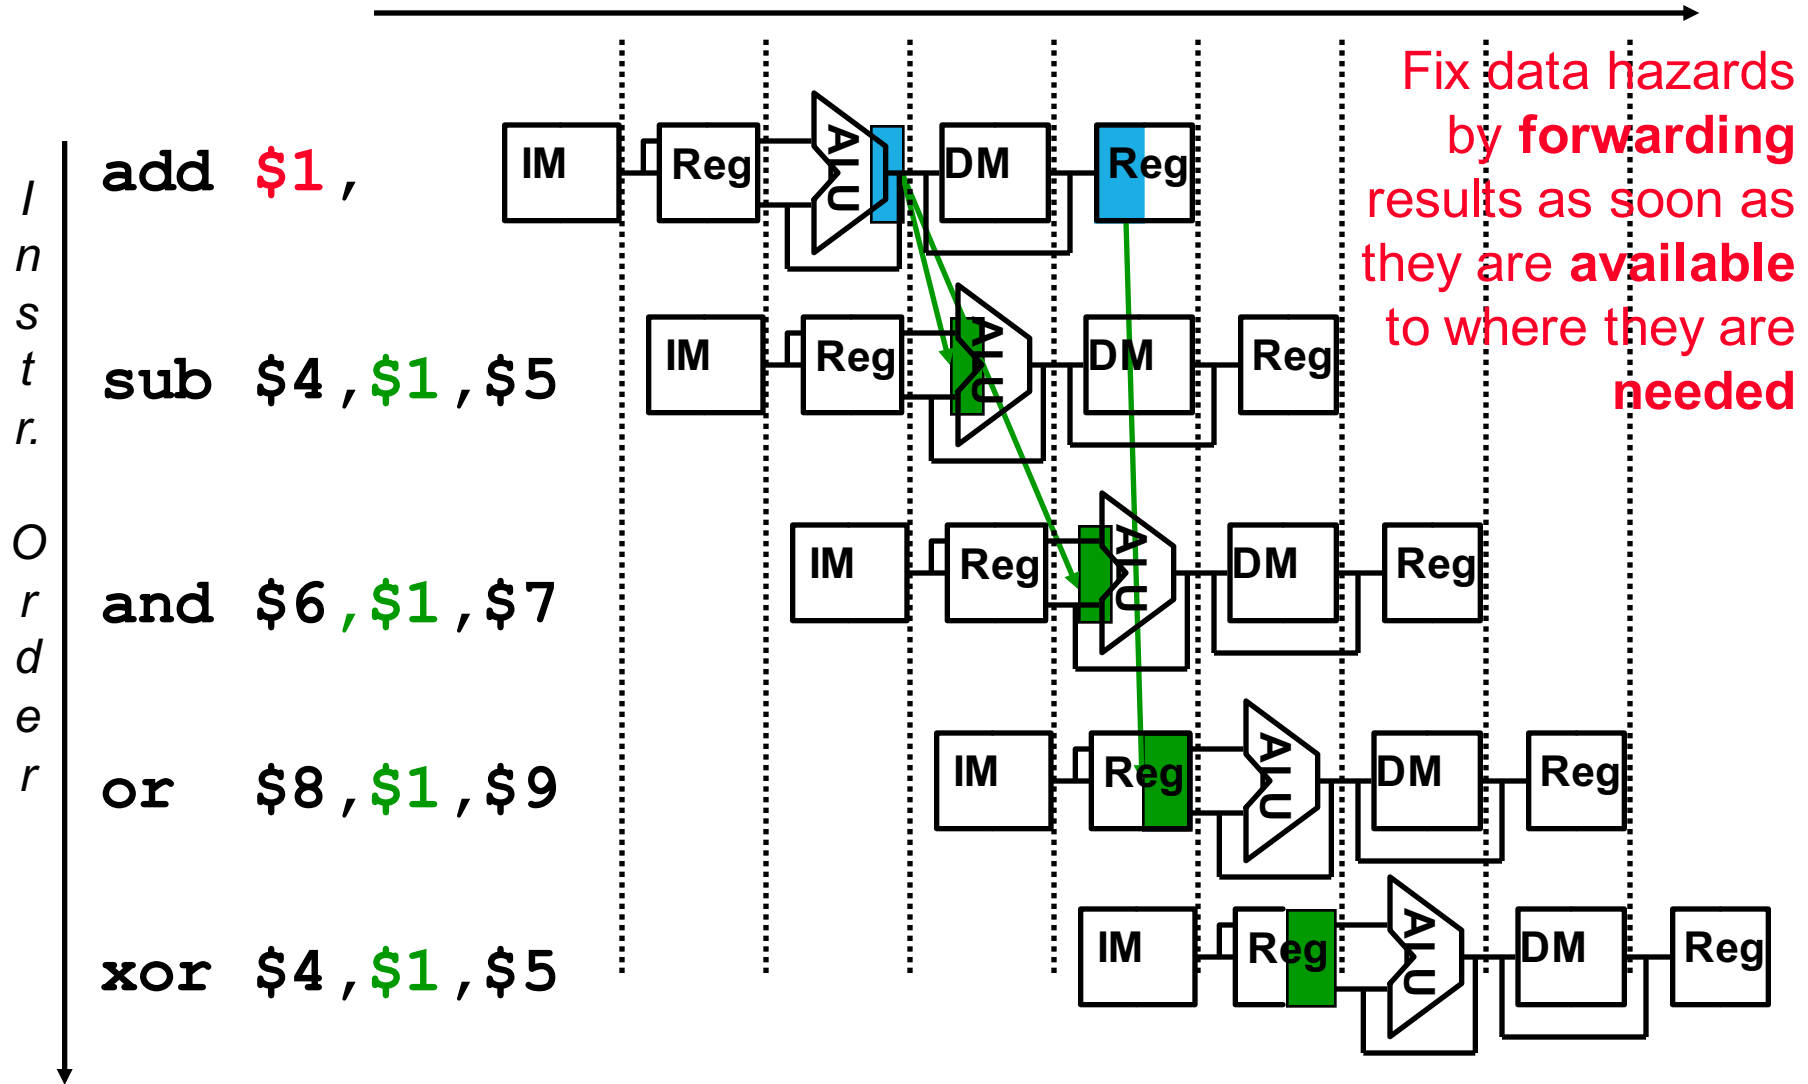 Fix data hazards
by forwarding
results as soon as
they are available
to where they are
needed
Instr. Order
add $1,
IM Reg ALU DM Reg
sub $4,$1,$5
IM Reg ALU DM Reg
and $6,$1,$7
IM Reg ALU DM Reg
or $8,$1,$9
IM Reg ALU DM Reg
xor $4,$1,$5
IM Reg ALU DM Reg